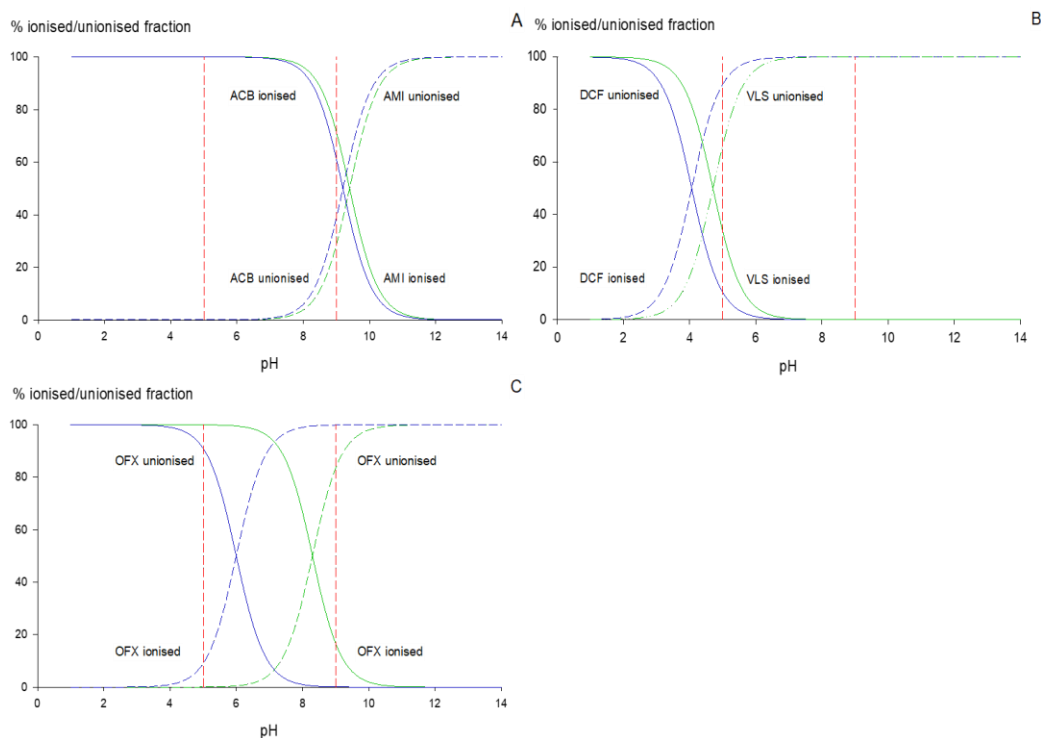 % ionised/unionised fraction
A
100
80
60
40
20
0
ACB ionised
AMI unionised
ACB unionised
AMI ionised
0 2 4 6 8 10 12 14
pH
% ionised/unionised fraction
B
100
80
60
40
20
0
DCF unionised
VLS unionised
DCF ionised
VLS ionised
0 2 4 6 8 10 12 14
pH
% ionised/unionised fraction
C
100
80
60
40
20
0
OFX unionised
OFX unionised
OFX ionised
OFX ionised
0 2 4 6 8 10 12 14
pH